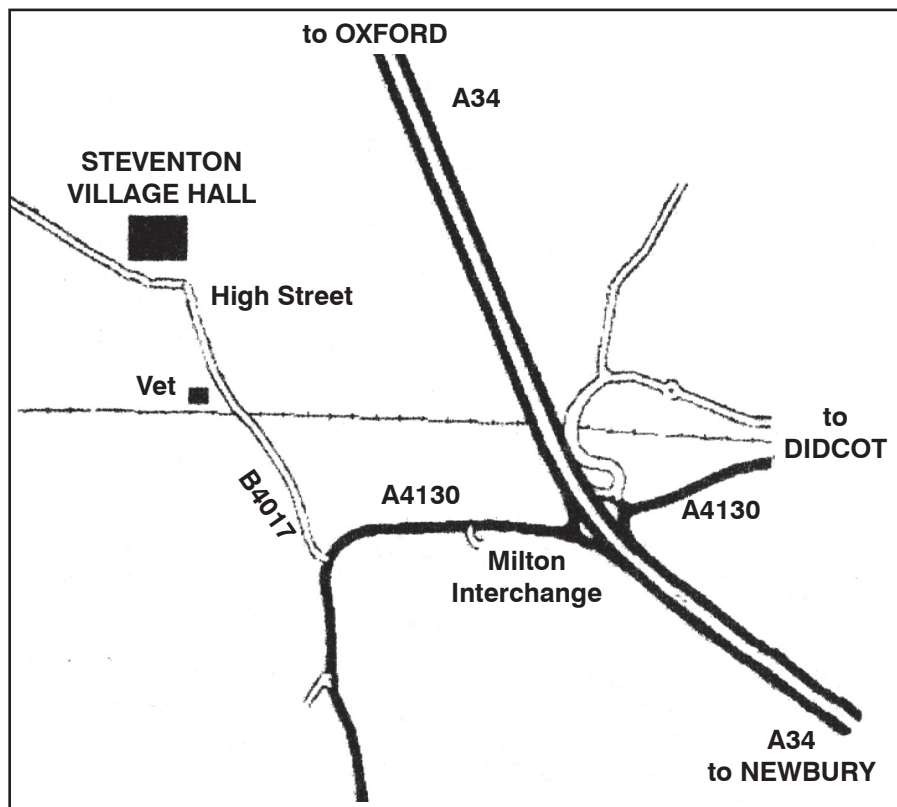 to OXFORD
A34
STEVENTON
VILLAGE HALL
High Street
Vet
to
DIDCOT
B4017
A4130
A4130
Milton
Interchange
A34
to NEWBURY